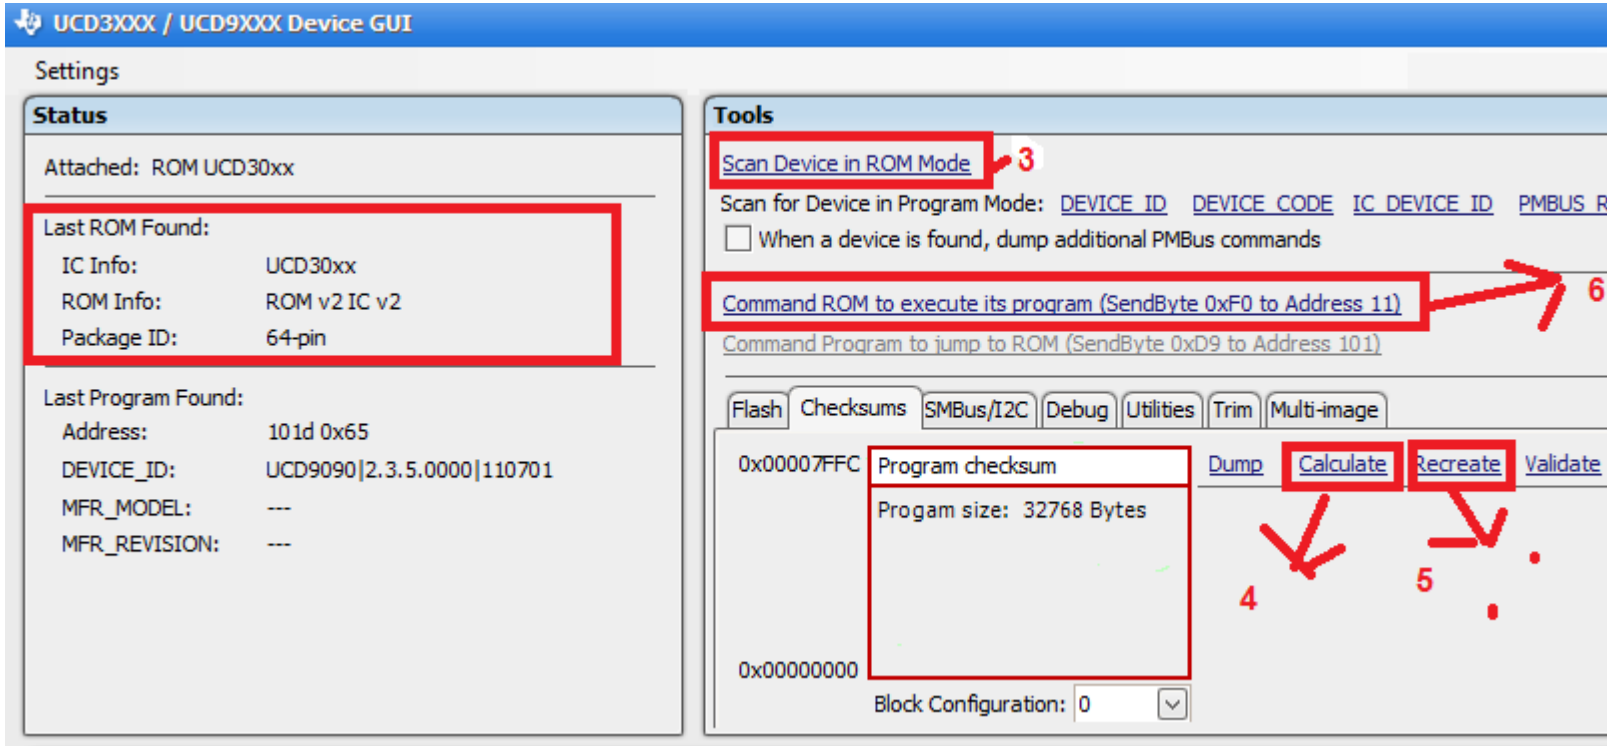 UCD3XXX / UCD9XXX Device GUI
Settings
Status
Attached: ROM UCD30xx
Last ROM Found:
IC Info: UCD30xx
ROM Info: ROM v2 IC v2
Package ID: 64-pin
Last Program Found:
Address: 101d 0x65
DEVICE_ID: UCD9090|2.3.5.0000|110701
MFR_MODEL: ---
MFR_REVISION: ---
Tools
Scan Device in ROM Mode 3
Scan for Device in Program Mode: DEVICE_ID DEVICE_CODE IC_DEVICE_ID PMBUS_R
When a device is found, dump additional PMBus commands
Command ROM to execute its program (SendByte 0xF0 to Address 11) 6
Command Program to jump to ROM (SendByte 0xD9 to Address 101)
Flash Checksums SMBus/I2C Debug Utilities Trim Multi-image
0x00007FFC Program checksum Dump Calculate Recreate Validate
Progam size: 32768 Bytes
4 5
0x00000000
Block Configuration: 0